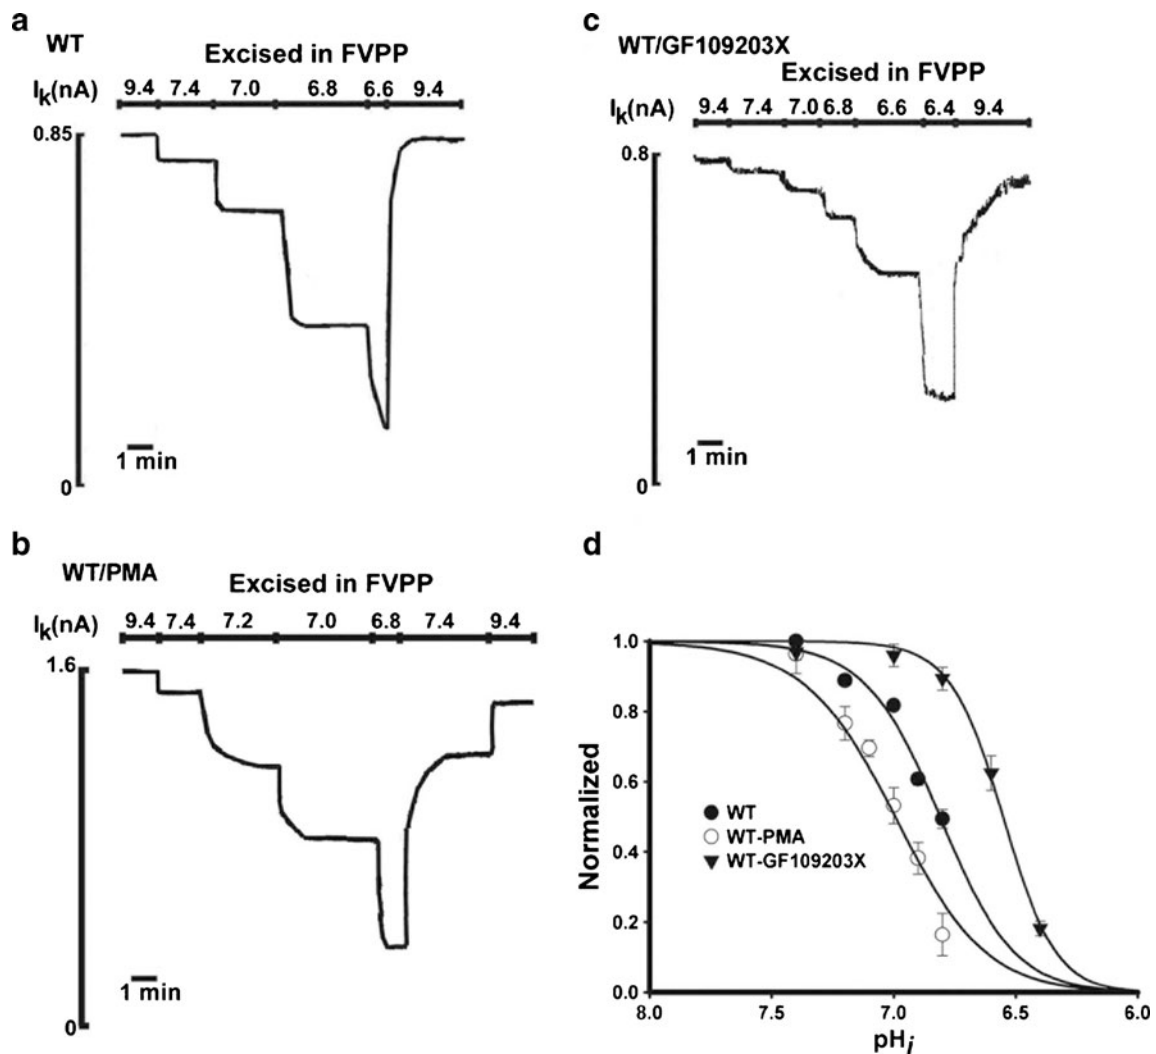 a
WT
Excised in FVPP
Ik(nA)
9.4 7.4 7.0 6.8 6.6 9.4
0.85
1 min
0
b
WT/PMA
Excised in FVPP
Ik(nA)
9.4 7.4 7.2 7.0 6.8 7.4 9.4
1.6
1 min
0
c
WT/GF109203X
Excised in FVPP
Ik(nA)
9.4 7.4 7.0 6.8 6.6 6.4 9.4
0.8
1 min
0
d
Normalized
1.0
0.8
0.6
0.4
0.2
0.0
WT
WT-PMA
WT-GF109203X
8.0 7.5 7.0 6.5 6.0
pHi